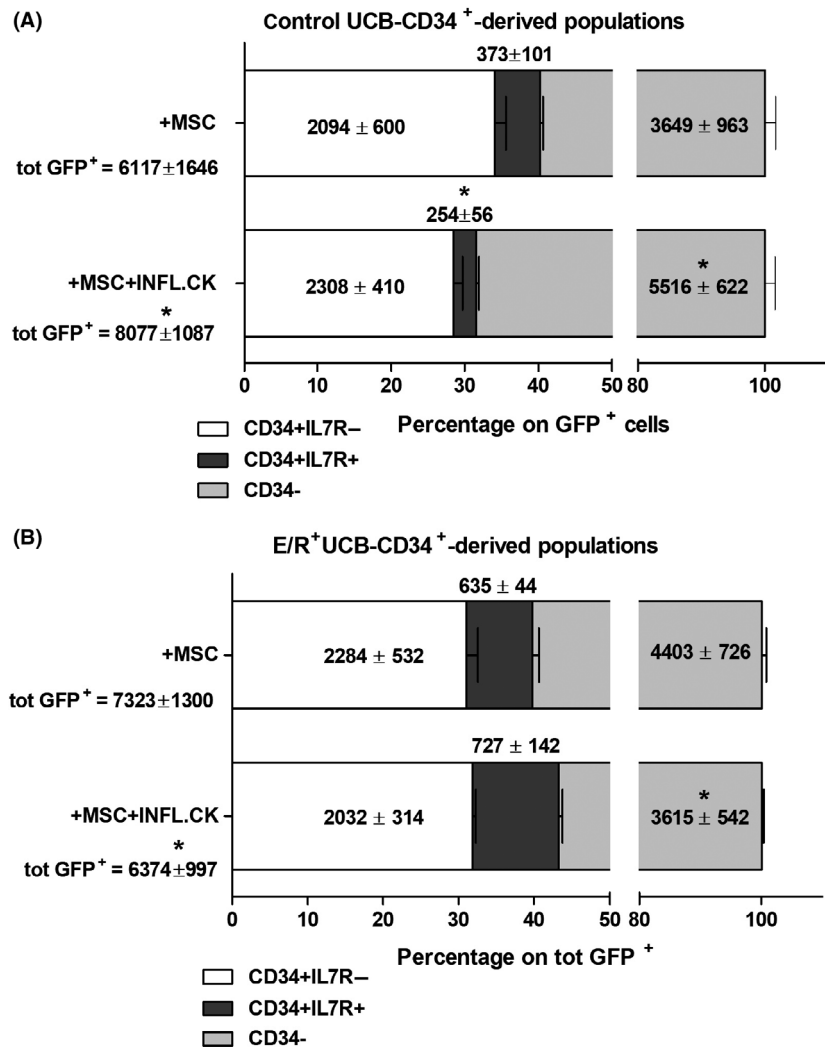 (A)
Control UCB-CD34 +-derived populations
373±101
+MSC
2094 ± 600
3649 ± 963
tot GFP+ = 6117±1646
*
254±56
+MSC+INFL.CK
2308 ± 410
*
5516 ± 622
*
tot GFP+ = 8077±1087
0 10 20 30 40 50 80 100
Percentage on GFP + cells
CD34+IL7R–
CD34+IL7R+
CD34-
(B)
E/R+UCB-CD34 +-derived populations
635 ± 44
+MSC
2284 ± 532
4403 ± 726
tot GFP+ = 7323±1300
727 ± 142
+MSC+INFL.CK
2032 ± 314
*
3615 ± 542
*
tot GFP+ = 6374±997
0 10 20 30 40 50 80 100
Percentage on tot GFP +
CD34+IL7R–
CD34+IL7R+
CD34-